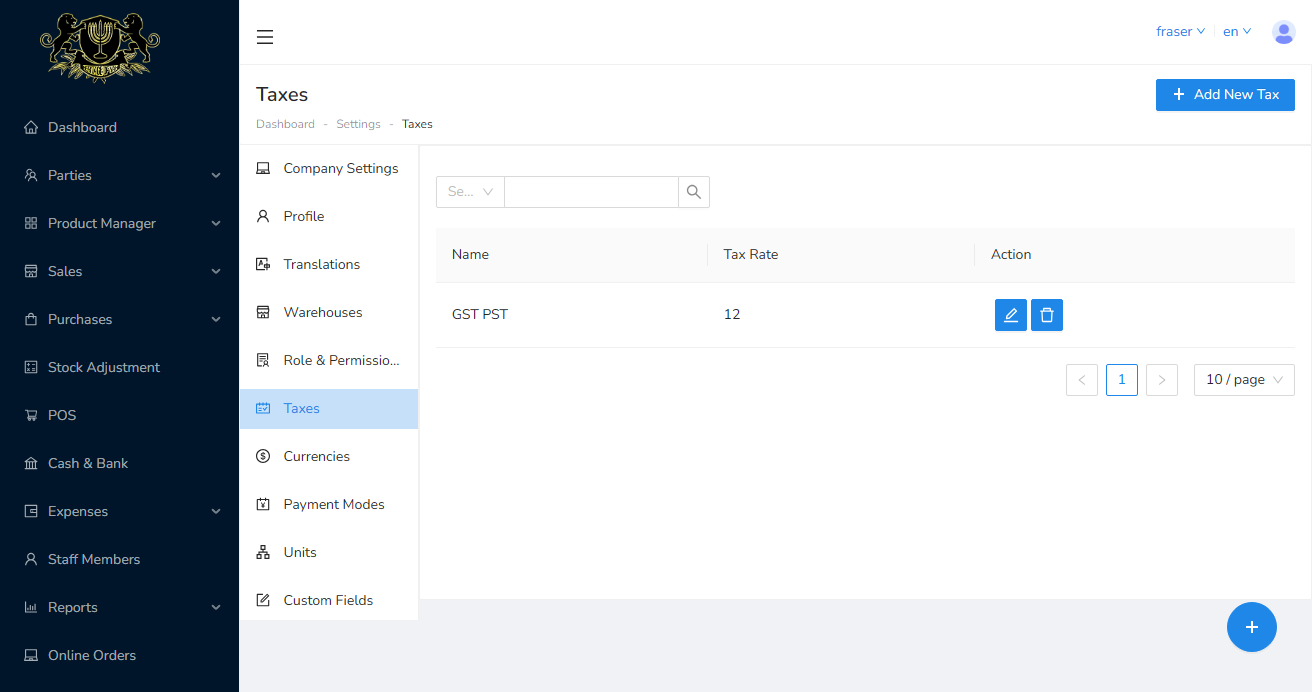 fraser
en
Taxes
Add New Tax
Dashboard - Settings - Taxes
Dashboard
Parties
Product Manager
Sales
Purchases
Stock Adjustment
POS
Cash & Bank
Expenses
Staff Members
Reports
Online Orders
Company Settings
Profile
Translations
Warehouses
Role & Permissio...
Taxes
Currencies
Payment Modes
Units
Custom Fields
Se...
Name Tax Rate Action
GST PST 12
< 1 > 10 / page